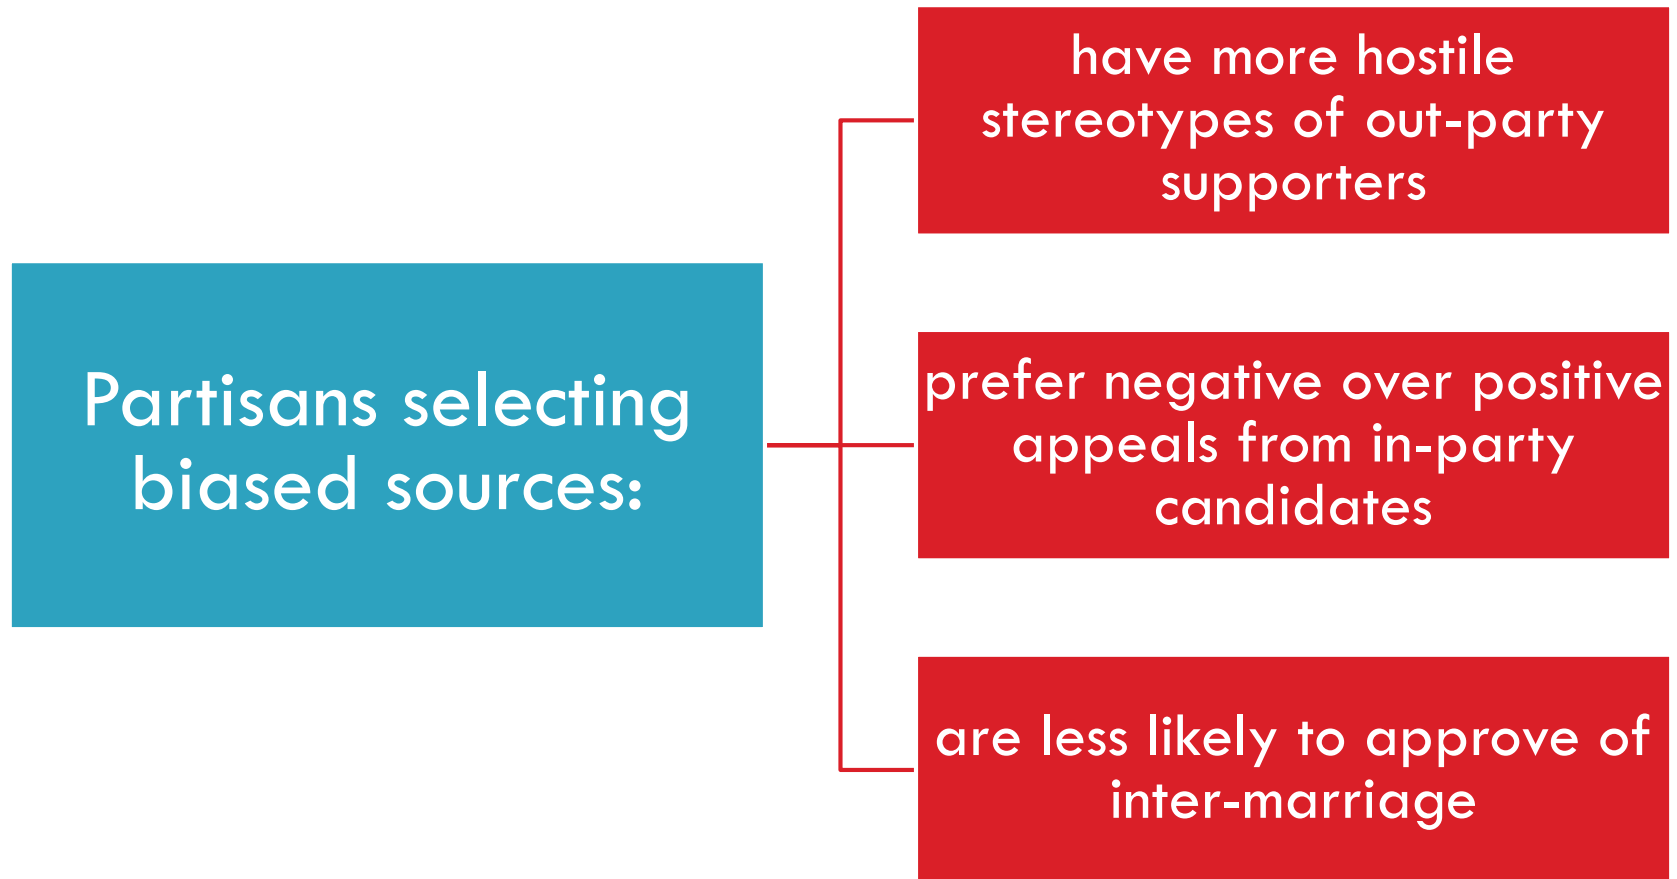 Partisans selecting
biased sources:
have more hostile
stereotypes of out-party
supporters
prefer negative over positive
appeals from in-party
candidates
are less likely to approve of
inter-marriage